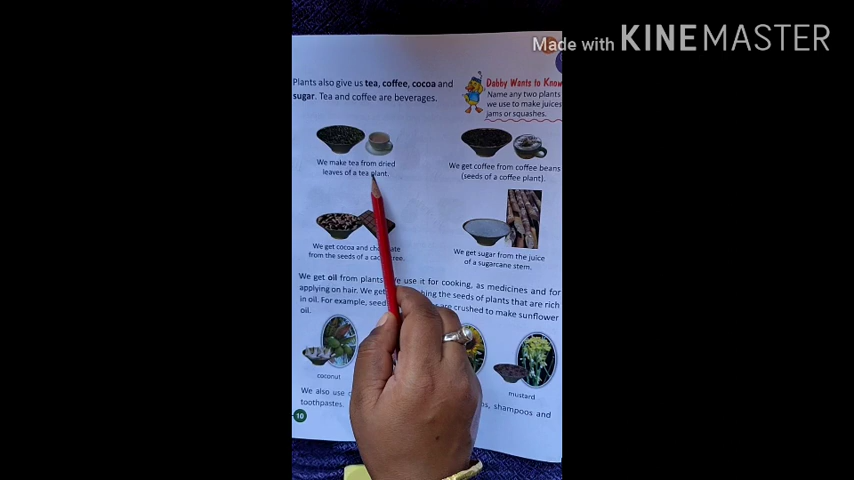 Made with KINEMASTER
Plants also give us tea, coffee, cocoa and
sugar. Tea and coffee are beverages.
Dabby Wants to Know
Name any two plants
we use to make juices
jams or squashes.
We make tea from dried
leaves of a tea plant.
We get coffee from coffee beans
(seeds of a coffee plant).
We get cocoa and
from the seeds of a
We get sugar from the juice
of a sugarcane stem.
We get oil from plants. We use it for cooking, as medicines and for
applying on hair. We get the seeds of plants that are rich
in oil. For example, are crushed to make sunflower
oil.
coconut
mustard
We also use
shampoos and
toothpastes.
10